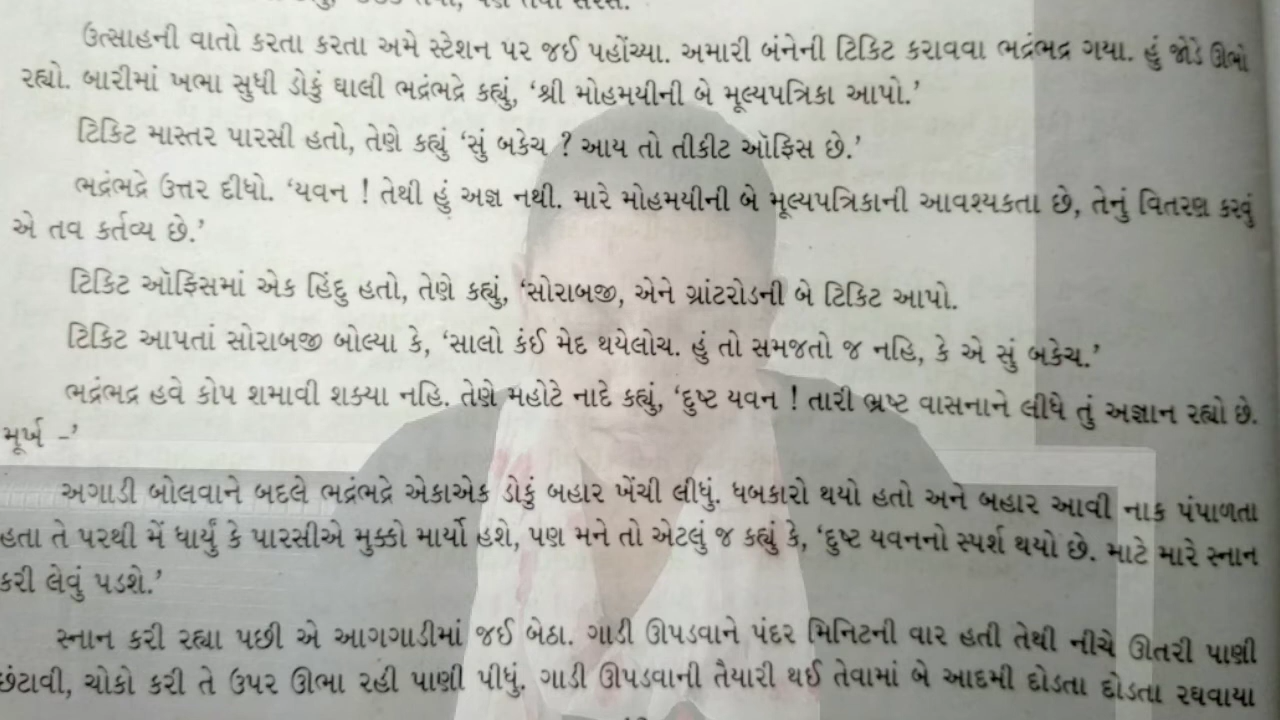 ઉત્સાહની વાતો કરતા કરતા અમે સ્ટેશન પર જઈ પહોંચ્યા. અમારી બંનેની ટિકિટ કરાવવા ભદ્રંભદ્ર ગયા. હું જોડે ઊભો
રહ્યો. બારીમાં ખભા સુધી ડોકું ઘાલી ભદ્રંભદ્રે કહ્યું, ‘શ્રી મોહમયીની બે મૂલ્યપત્રિકા આપો.’
ટિકિટ માસ્તર પારસી હતો, તેણે કહ્યું ‘સું બકેચ ? આય તો તીકીટ ઑફિસ છે.’
ભદ્રંભદ્રે ઉત્તર દીધો. ‘યવન ! તેથી હું અજ્ઞ નથી. મારે મોહમયીની બે મૂલ્યપત્રિકાની આવશ્યકતા છે, તેનું વિતરણ કરવું
એ તવ કર્તવ્ય છે.’
ટિકિટ ઑફિસમાં એક હિંદુ હતો, તેણે કહ્યું, ‘સોરાબજી, એને ગ્રાંટરોડની બે ટિકિટ આપો.
ટિકિટ આપતાં સોરાબજી બોલ્યા કે, ‘સાલો કંઈ મેદ થયેલોચ. હું તો સમજતો જ નહિ, કે એ સું બકેચ.’
ભદ્રંભદ્ર હવે કોપ શમાવી શક્યા નહિ. તેણે મહોટે નાદે કહ્યું, ‘દુષ્ટ યવન ! તારી ભ્રષ્ટ વાસનાને લીધે તું અજ્ઞાન રહ્યો છે.
મૂર્ખ –’
અગાડી બોલવાને બદલે ભદ્રંભદ્રે એકાએક ડોકું બહાર ખેંચી લીધું. ધબકારો થયો હતો અને બહાર આવી નાક પંપાળતા
હતા તે પરથી મેં ધાર્યું કે પારસીએ મુક્કો માર્યો હશે, પણ મને તો એટલું જ કહ્યું કે, ‘દુષ્ટ યવનનો સ્પર્શ થયો છે. માટે મારે સ્નાન
કરી લેવું પડશે.’
સ્નાન કરી રહ્યા પછી એ આગગાડીમાં જઈ બેઠા. ગાડી ઊપડવાને પંદર મિનિટની વાર હતી તેથી નીચે ઊતરી પાણી
છંટાવી, ચોકો કરી તે ઉપર ઊભા રહી પાણી પીધું. ગાડી ઊપડવાની તૈયારી થઈ તેવામાં બે આદમી દોડતા દોડતા રઘવાયા